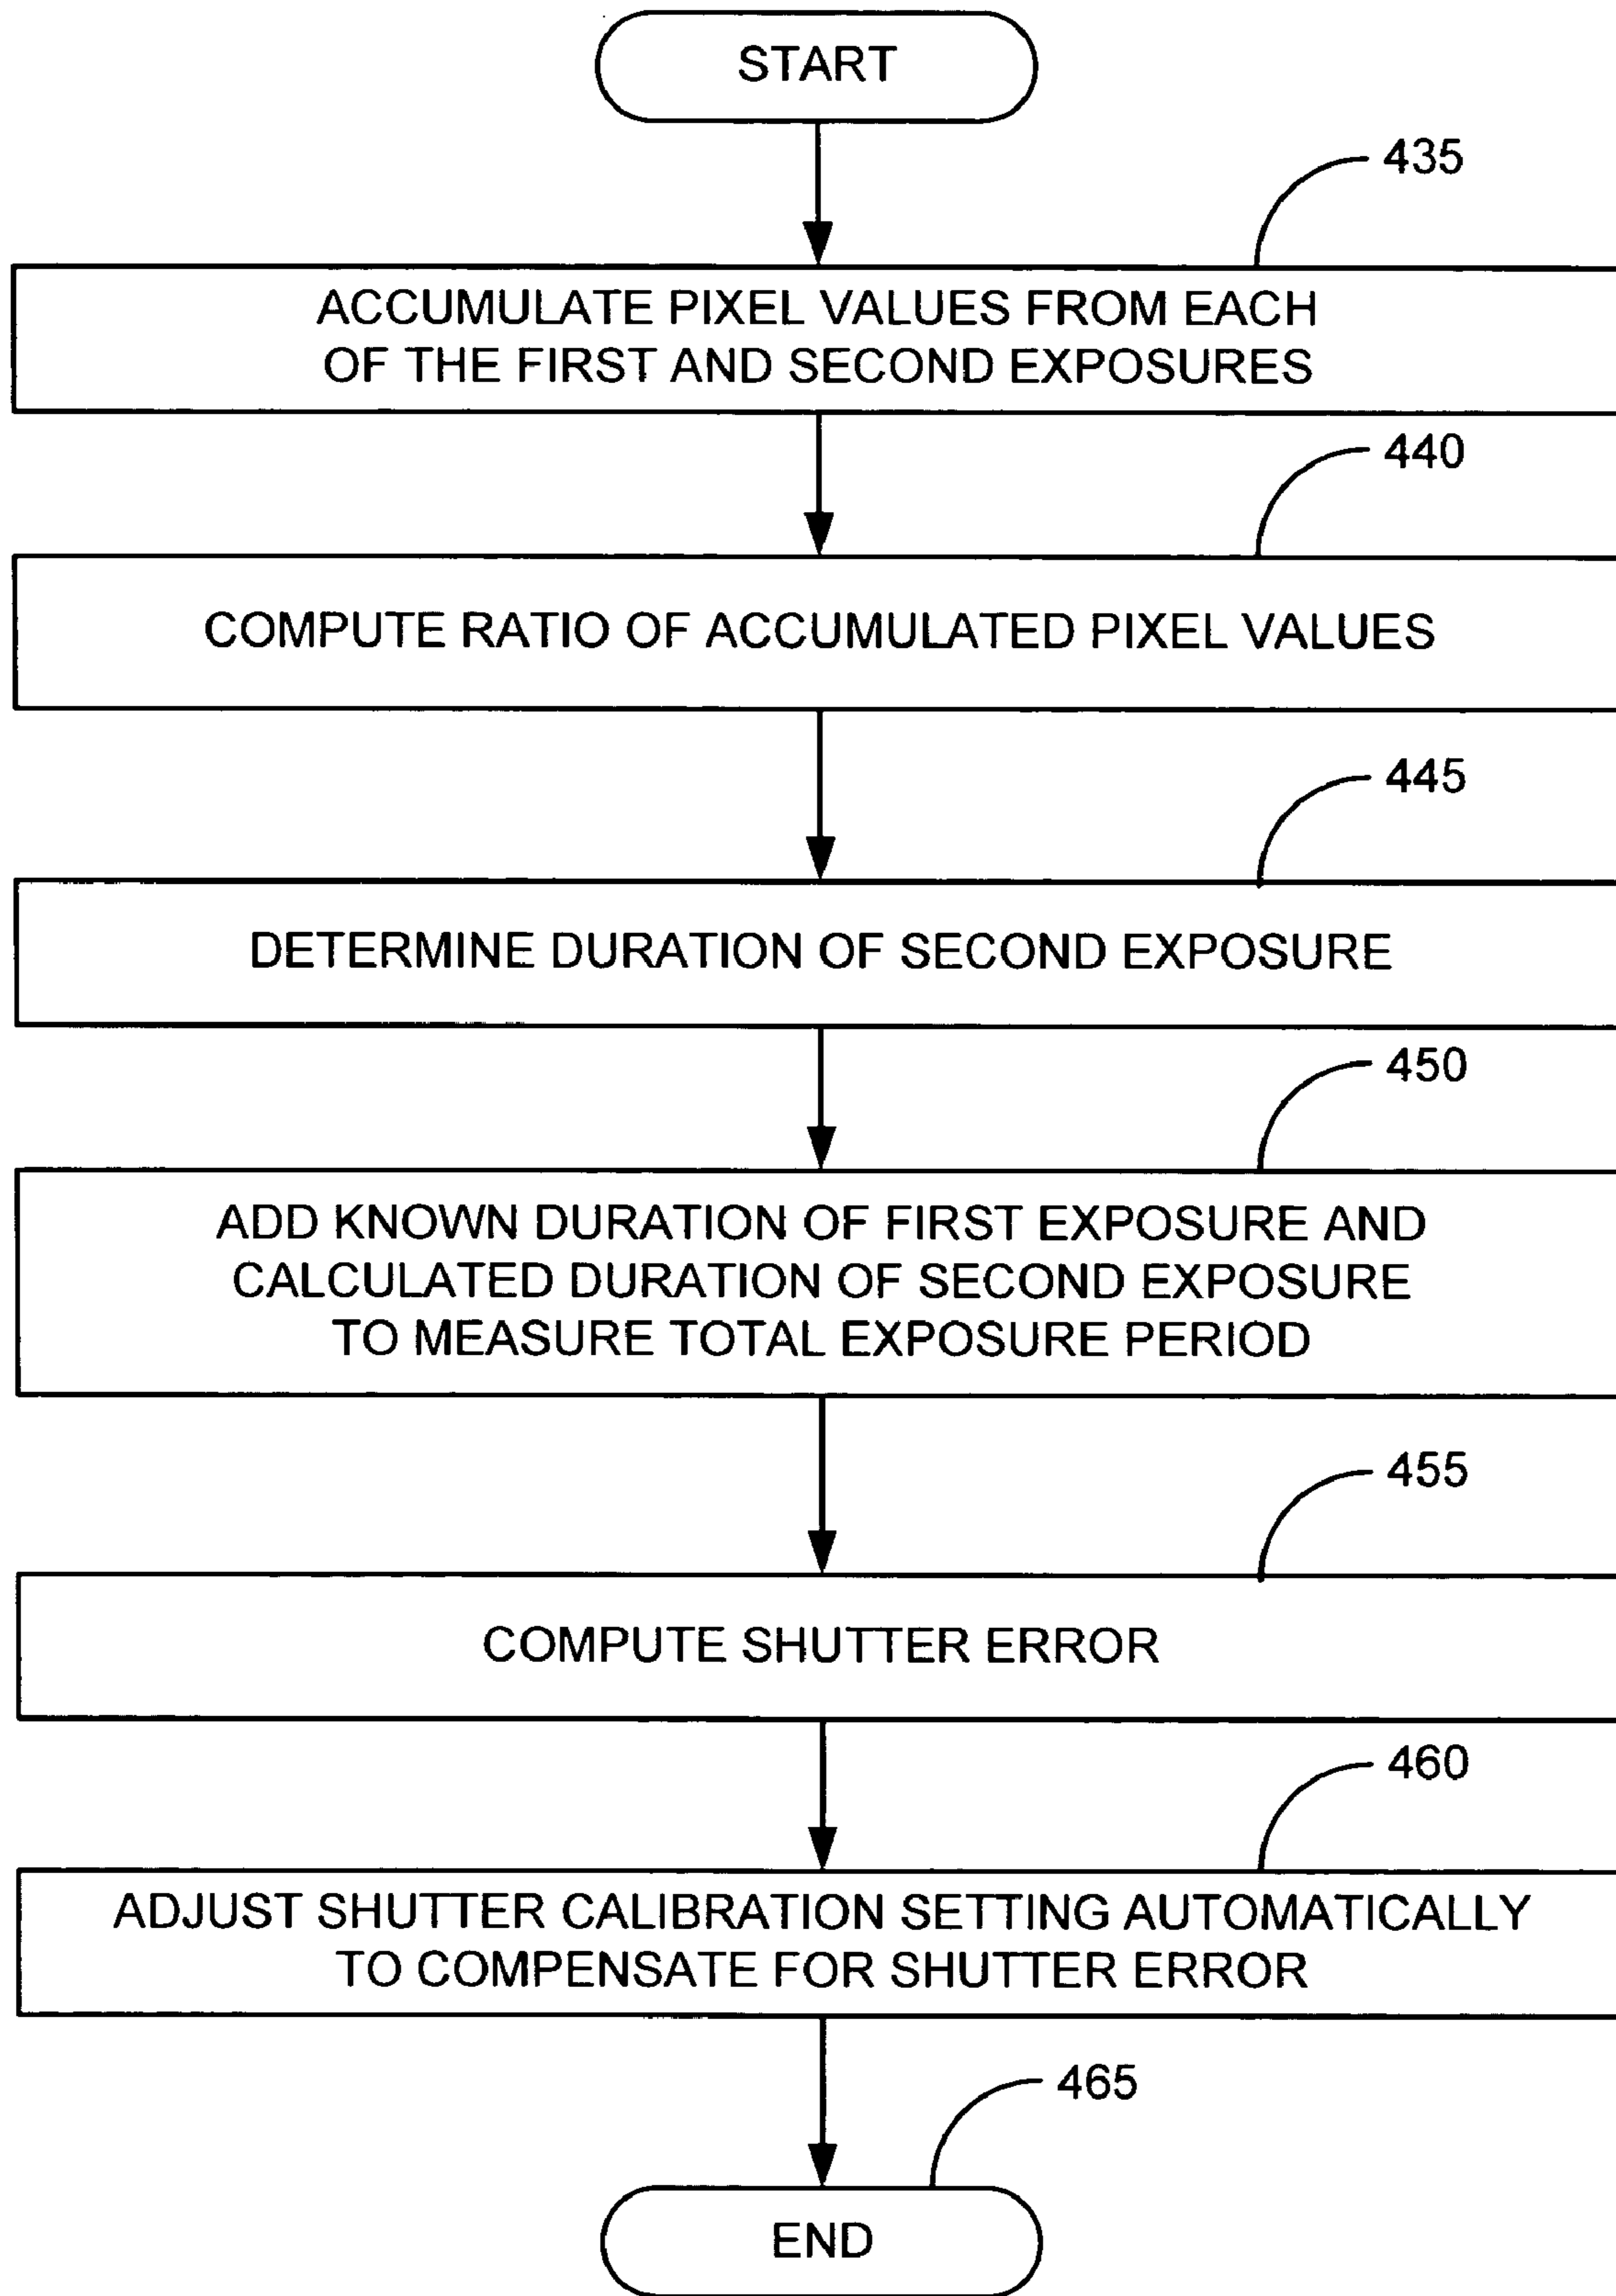 START
435
ACCUMULATE PIXEL VALUES FROM EACH
OF THE FIRST AND SECOND EXPOSURES
440
COMPUTE RATIO OF ACCUMULATED PIXEL VALUES
445
DETERMINE DURATION OF SECOND EXPOSURE
450
ADD KNOWN DURATION OF FIRST EXPOSURE AND
CALCULATED DURATION OF SECOND EXPOSURE
TO MEASURE TOTAL EXPOSURE PERIOD
455
COMPUTE SHUTTER ERROR
460
ADJUST SHUTTER CALIBRATION SETTING AUTOMATICALLY
TO COMPENSATE FOR SHUTTER ERROR
465
END